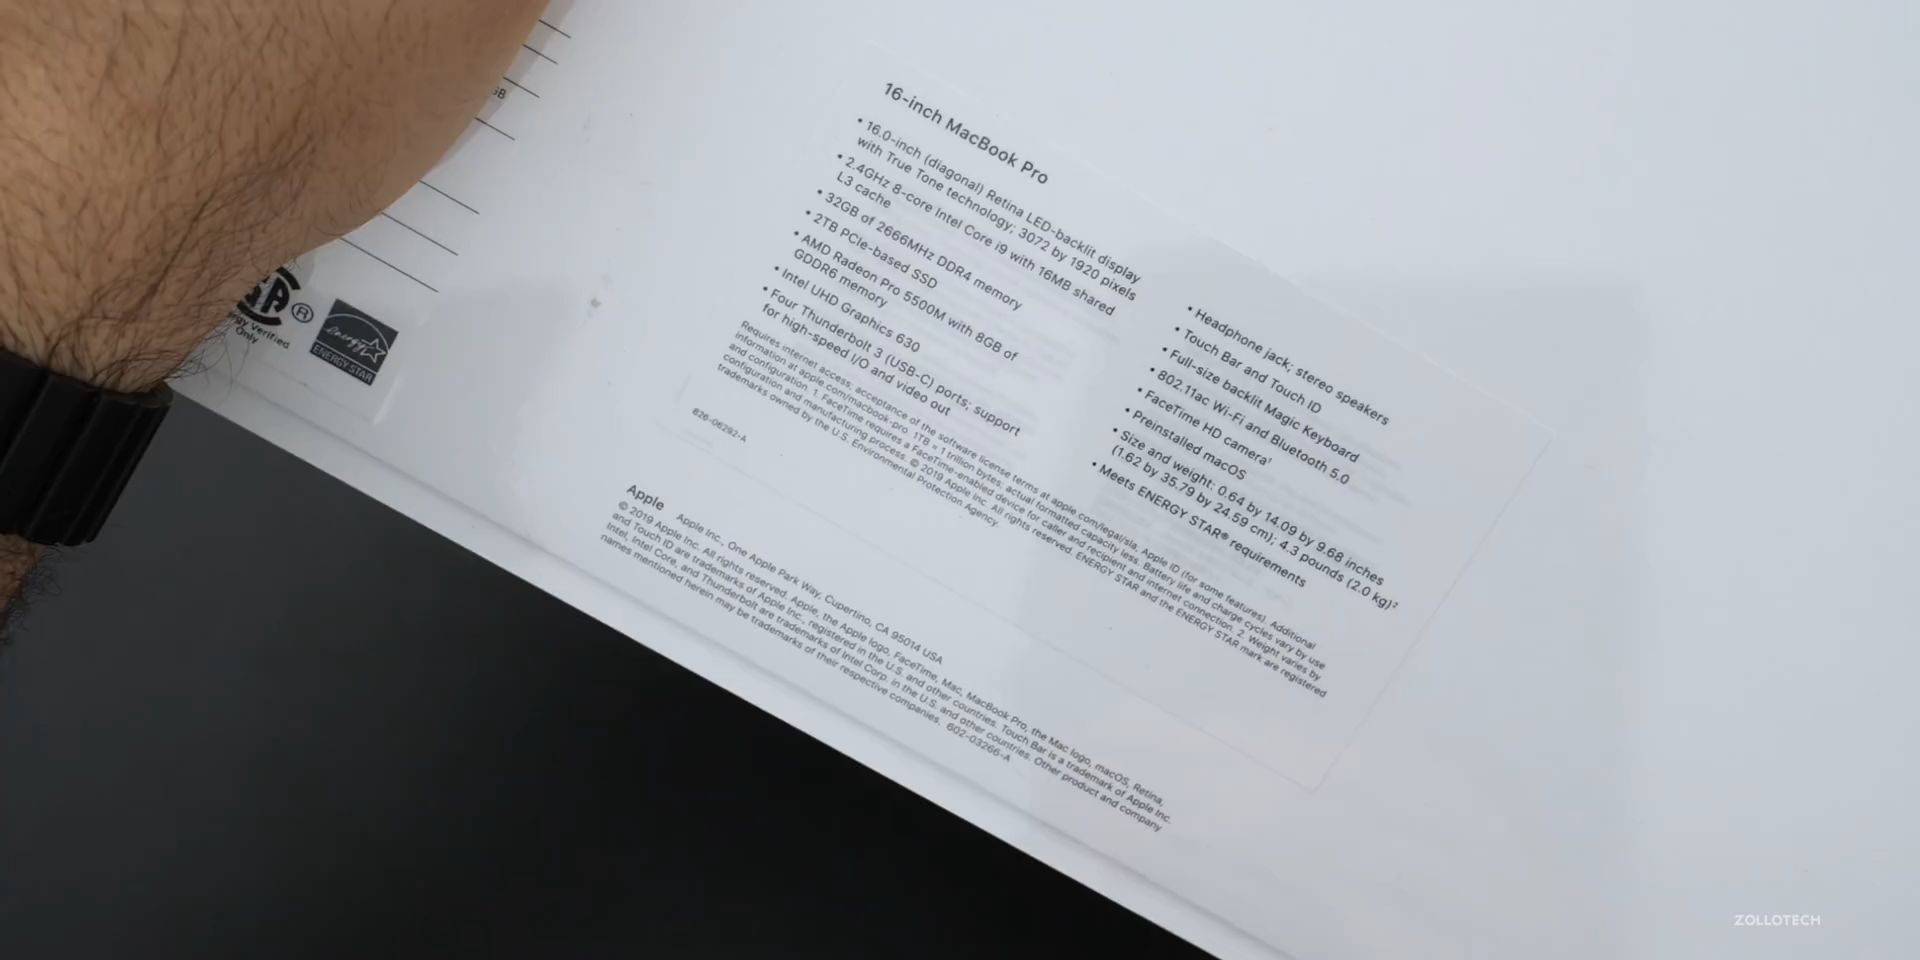 GB
®
Energy Verified
Only
energy
ENERGY STAR
16-inch MacBook Pro
• 16.0-inch (diagonal) Retina LED-backlit display
with True Tone technology; 3072 by 1920 pixels
• 2.4GHz 8-core Intel Core i9 with 16MB shared
L3 cache
• 32GB of 2666MHz DDR4 memory
• 2TB PCIe-based SSD
• AMD Radeon Pro 5500M with 8GB of
GDDR6 memory
• Intel UHD Graphics 630
• Four Thunderbolt 3 (USB-C) ports; support
for high-speed I/O and video out
• Headphone jack; stereo speakers
• Touch Bar and Touch ID
• Full-size backlit Magic Keyboard
• 802.11ac Wi-Fi and Bluetooth 5.0
• FaceTime HD camera¹
• Preinstalled macOS
• Size and weight: 0.64 by 14.09 by 9.68 inches
(1.62 by 35.79 by 24.59 cm); 4.3 pounds (2.0 kg)²
• Meets ENERGY STAR® requirements
Requires internet access, acceptance of the software license terms at apple.com/legal/sla, Apple ID (for some features). Additional
information at apple.com/macbook-pro. 1TB = 1 trillion bytes; actual formatted capacity less. Battery life and charge cycles vary by use
and configuration. 1. FaceTime requires a FaceTime-enabled device for caller and recipient and internet connection. 2. Weight varies by
configuration and manufacturing process. © 2019 Apple Inc. All rights reserved. ENERGY STAR and the ENERGY STAR mark are registered
trademarks owned by the U.S. Environmental Protection Agency.
626-06292-A
Apple Apple Inc., One Apple Park Way, Cupertino, CA 95014 USA
© 2019 Apple Inc. All rights reserved. Apple, the Apple logo, FaceTime, Mac, MacBook Pro, the Mac logo, macOS, Retina,
and Touch ID are trademarks of Apple Inc., registered in the U.S. and other countries. Touch Bar is a trademark of Apple Inc.
Intel, Intel Core, and Thunderbolt are trademarks of Intel Corp. in the U.S. and other countries. Other product and company
names mentioned herein may be trademarks of their respective companies. 602-03266-A
ZOLLOTECH